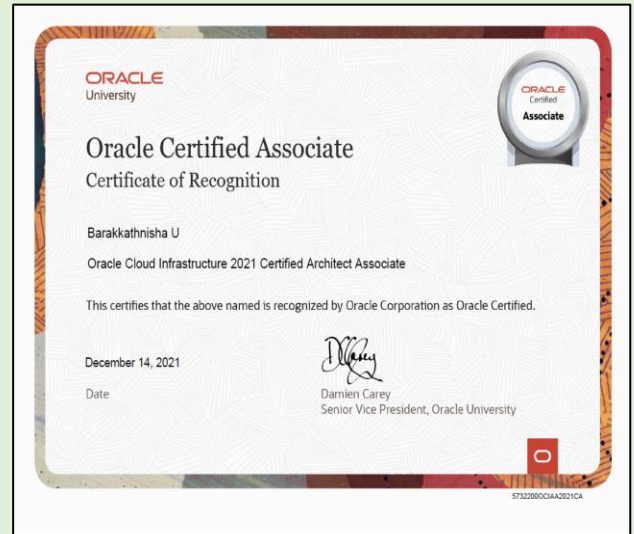 ORACLE
University
ORACLE
Certified
Associate
Oracle Certified Associate
Certificate of Recognition
Barakkathnisha U
Oracle Cloud Infrastructure 2021 Certified Architect Associate
This certifies that the above named is recognized by Oracle Corporation as Oracle Certified.
December 14, 2021
Date
Damien Carey
Senior Vice President, Oracle University
573220BOCIAA2021CA